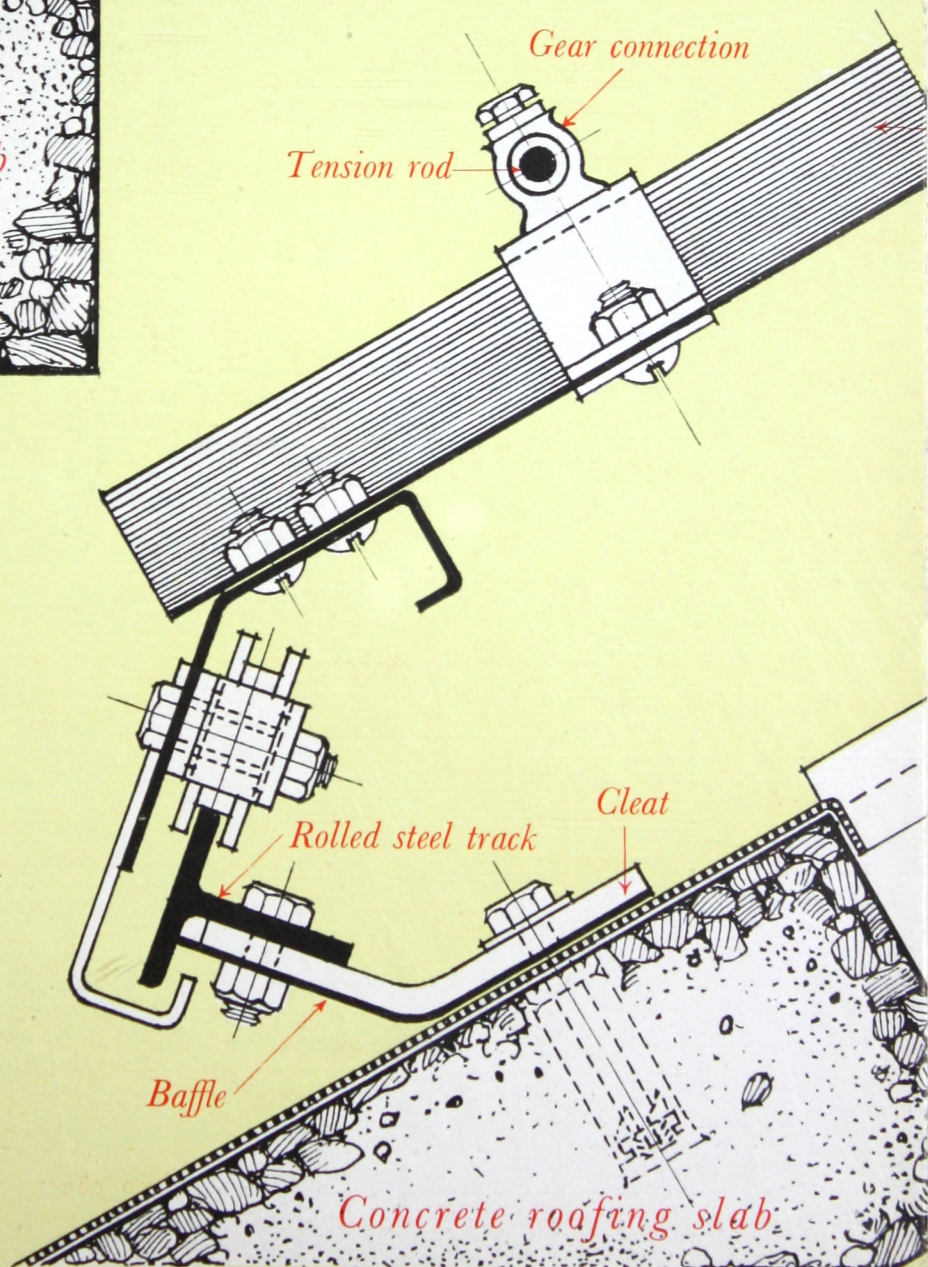 Gear connection
Tension rod
Cleat
Rolled steel track
Baffle
Concrete roofing slab